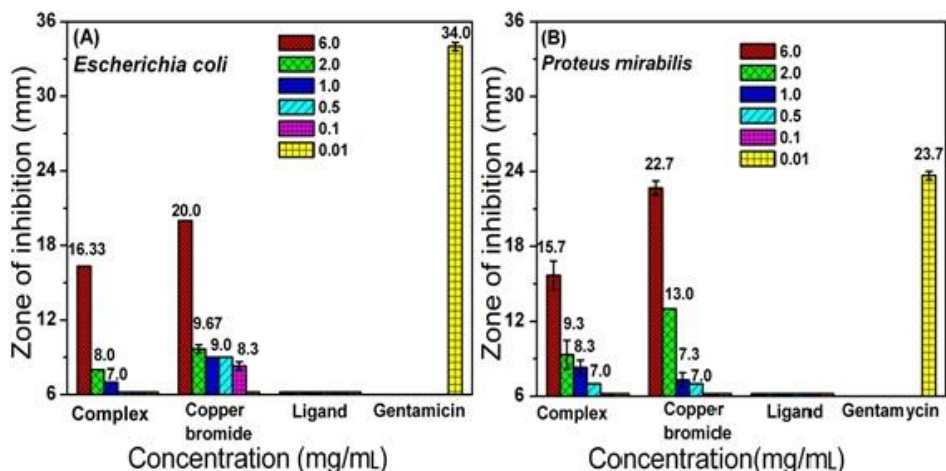 (A)
Escherichia coli
Zone of inhibition (mm)
36
30
24
18
12
6
6.0
2.0
1.0
0.5
0.1
0.01
16.33
8.0
7.0
20.0
9.67
9.0
8.3
34.0
Complex
Copper
bromide
Ligand
Gentamicin
Concentration (mg/mL)
(B)
Proteus mirabilis
Zone of inhibition (mm)
36
30
24
18
12
6
6.0
2.0
1.0
0.5
0.1
0.01
15.7
9.3
8.3
7.0
22.7
13.0
7.3
7.0
23.7
Complex
Copper
bromide
Ligand
Gentamycin
Concentration(mg/mL)